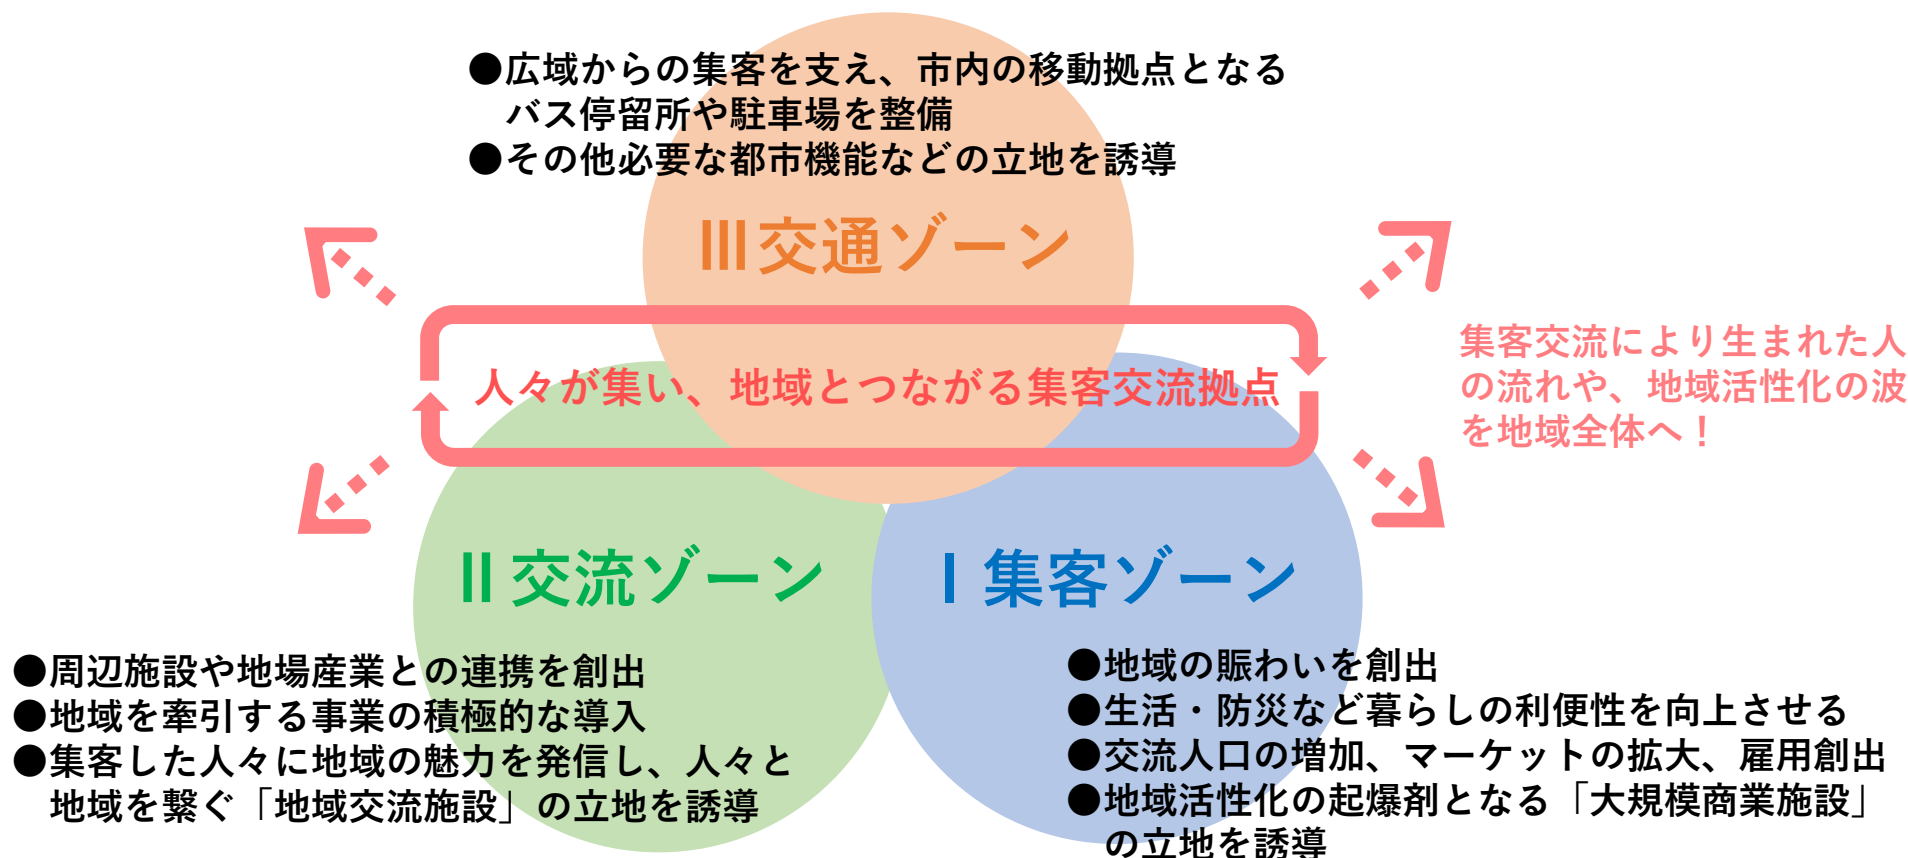 ●広域からの集客を支え、市内の移動拠点となる
バス停留所や駐車場を整備
●その他必要な都市機能などの立地を誘導
Ⅲ交通ゾーン
人々が集い、地域とつながる集客交流拠点
集客交流により生まれた人
の流れや、地域活性化の波
を地域全体へ！
Ⅱ交流ゾーン
●周辺施設や地場産業との連携を創出
●地域を牽引する事業の積極的な導入
●集客した人々に地域の魅力を発信し、人々と
地域を繋ぐ「地域交流施設」の立地を誘導
Ⅰ集客ゾーン
●地域の賑わいを創出
●生活・防災など暮らしの利便性を向上させる
●交流人口の増加、マーケットの拡大、雇用創出
●地域活性化の起爆剤となる「大規模商業施設」
の立地を誘導